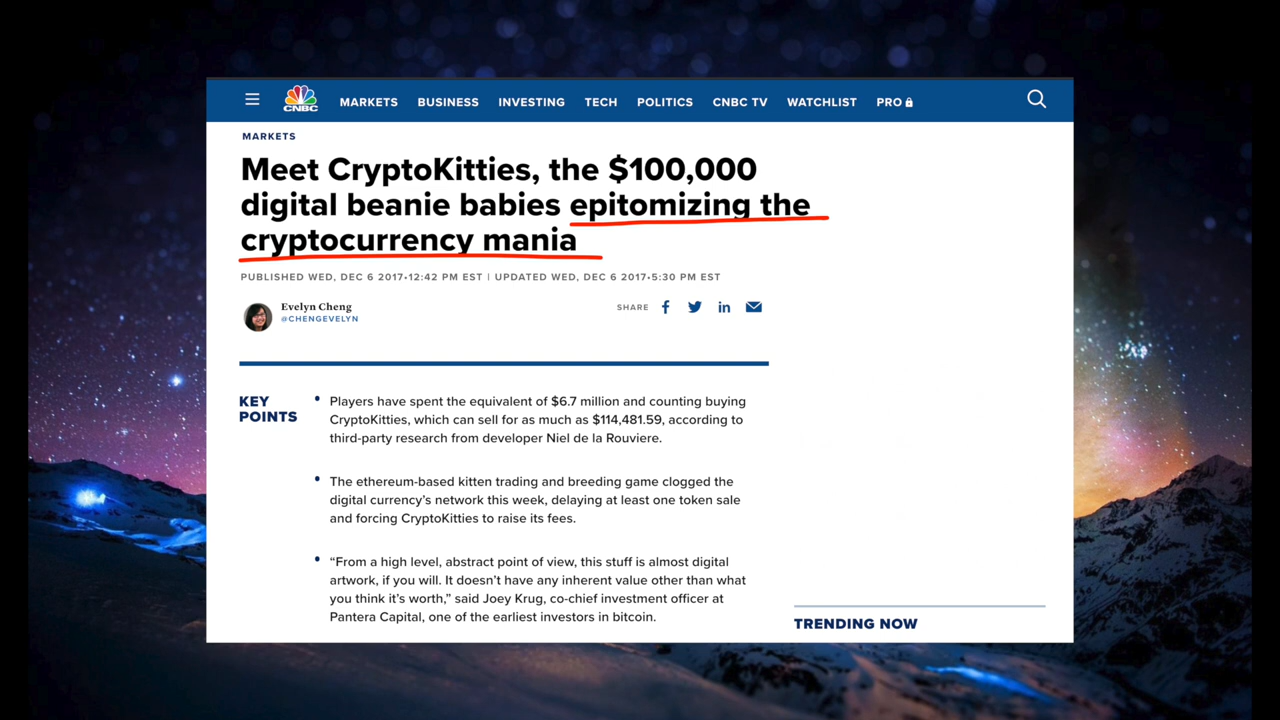 CNBC
MARKETS BUSINESS INVESTING TECH POLITICS CNBC TV WATCHLIST PRO
MARKETS
Meet CryptoKitties, the $100,000
digital beanie babies epitomizing the
cryptocurrency mania
PUBLISHED WED, DEC 6 2017•12:42 PM EST | UPDATED WED, DEC 6 2017•5:30 PM EST
Evelyn Cheng
@CHENGEVELYN
SHARE
KEY
POINTS
• Players have spent the equivalent of $6.7 million and counting buying
CryptoKitties, which can sell for as much as $114,481.59, according to
third-party research from developer Niel de la Rouviere.
• The ethereum-based kitten trading and breeding game clogged the
digital currency’s network this week, delaying at least one token sale
and forcing CryptoKitties to raise its fees.
• “From a high level, abstract point of view, this stuff is almost digital
artwork, if you will. It doesn’t have any inherent value other than what
you think it’s worth,” said Joey Krug, co-chief investment officer at
Pantera Capital, one of the earliest investors in bitcoin.
TRENDING NOW